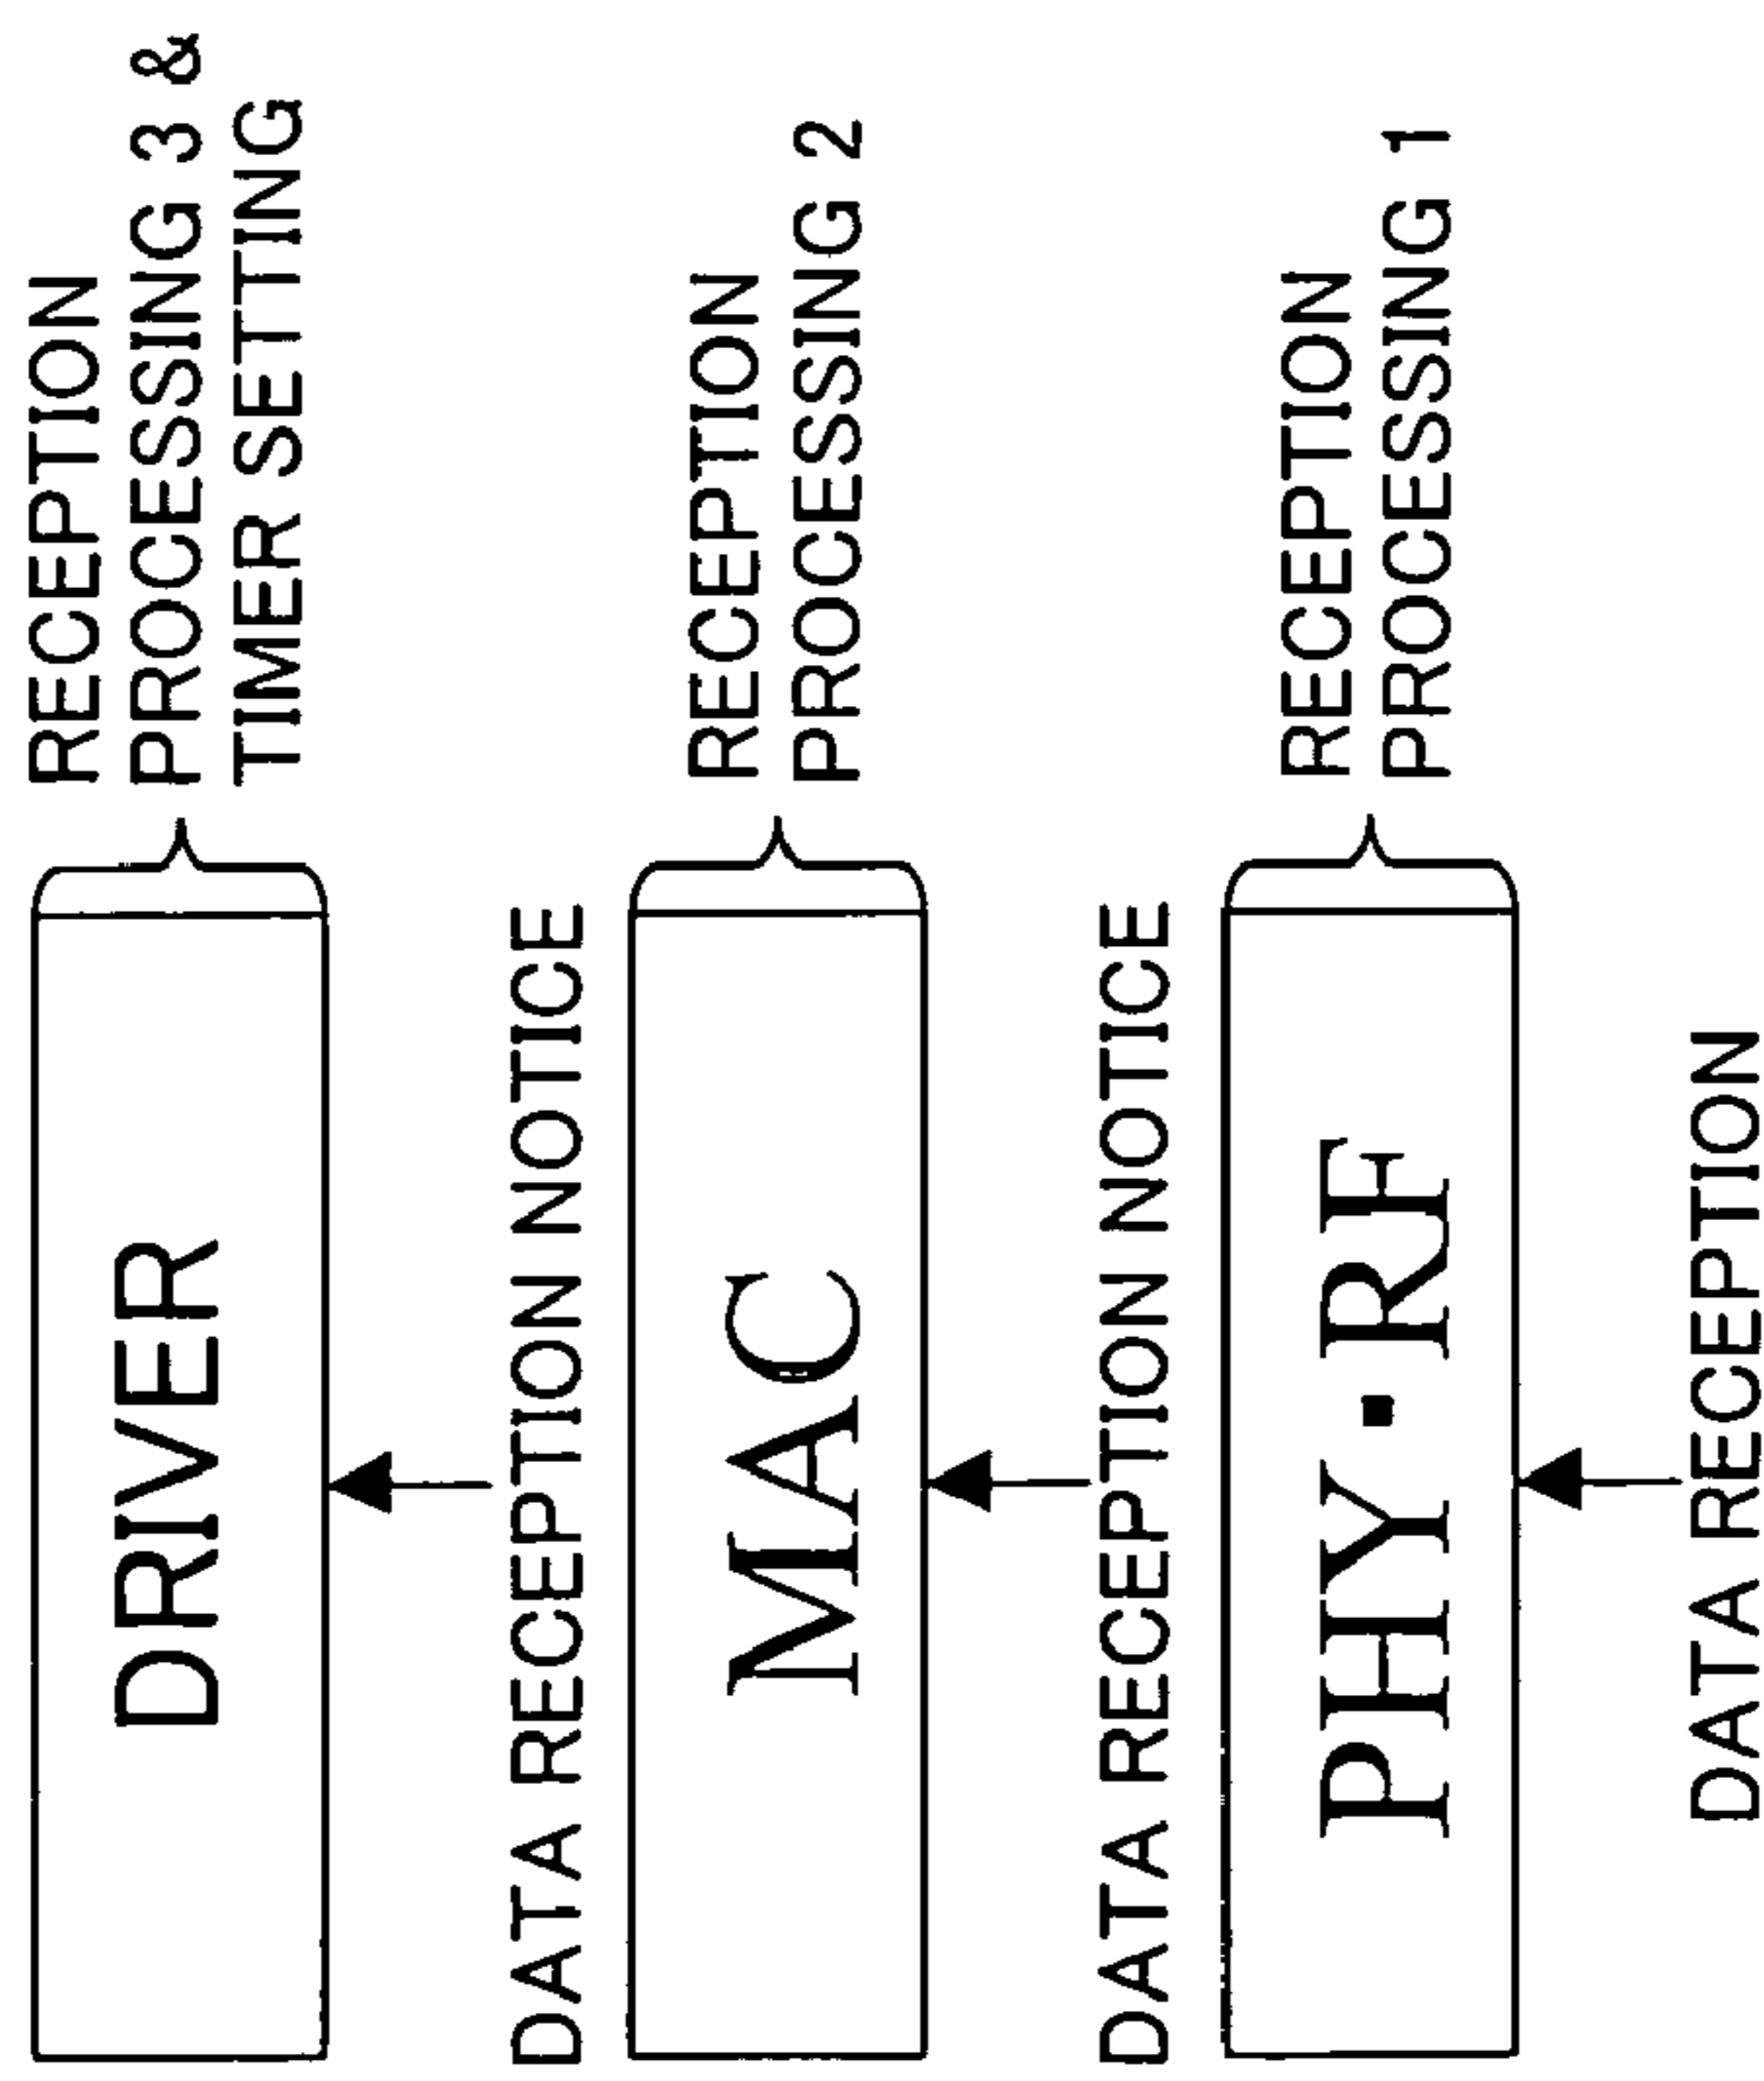 DRIVER
RECEPTION
PROCESSING 3 &
TIMER SETTING
DATA RECEPTION NOTICE
MAC
RECEPTION
PROCESSING 2
DATA RECEPTION NOTICE
PHY・RF
RECEPTION
PROCESSING 1
DATA RECEPTION